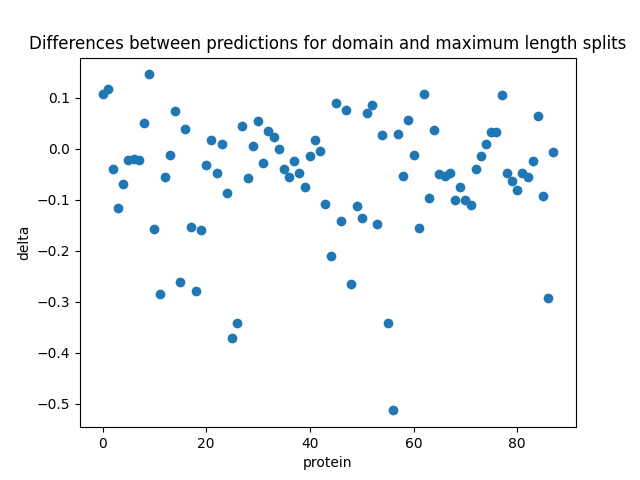 Differences between predictions for domain and maximum length splits
0.1
0.0
−0.1
−0.2
−0.3
−0.4
−0.5
delta
0 20 40 60 80
protein